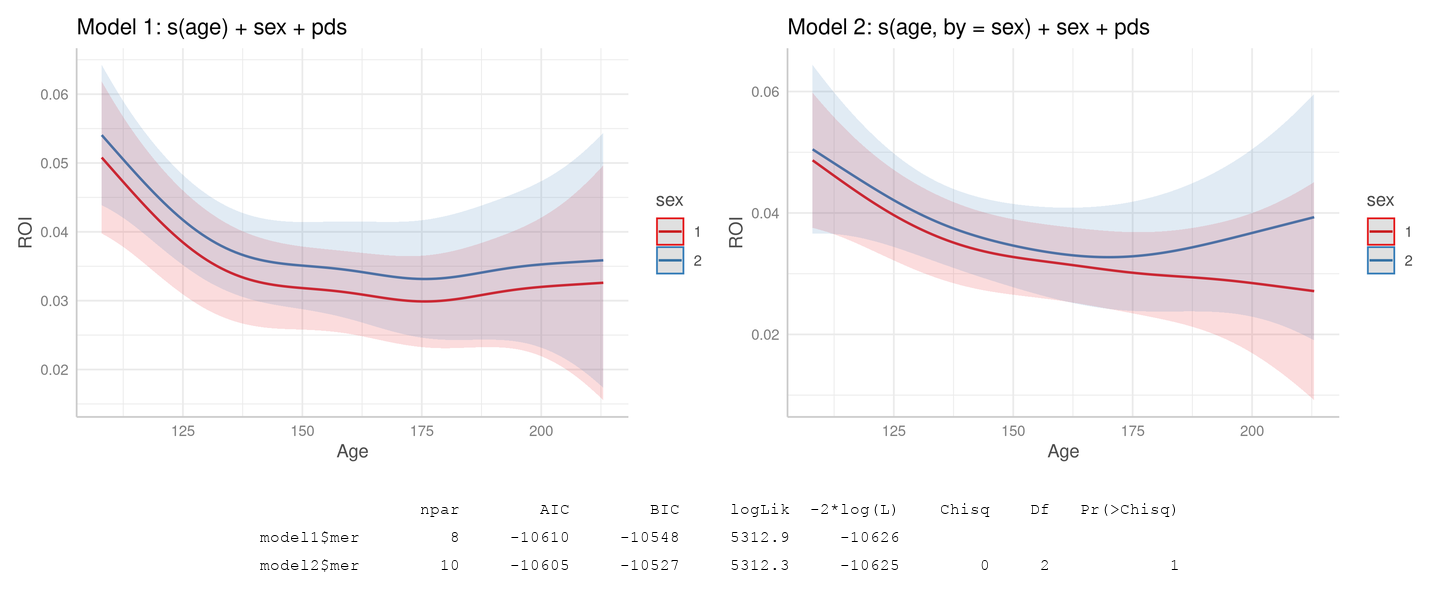 Model 1: s(age) + sex + pds
0.06
0.05
0.04
0.03
0.02
ROI
125 150 175 200
Age
sex
1
2
Model 2: s(age, by = sex) + sex + pds
0.06
0.04
0.02
ROI
125 150 175 200
Age
sex
1
2
npar AIC BIC logLik -2*log(L) Chisq Df Pr(>Chisq)
model1$mer 8 -10610 -10548 5312.9 -10626
model2$mer 10 -10605 -10527 5312.3 -10625 0 2 1